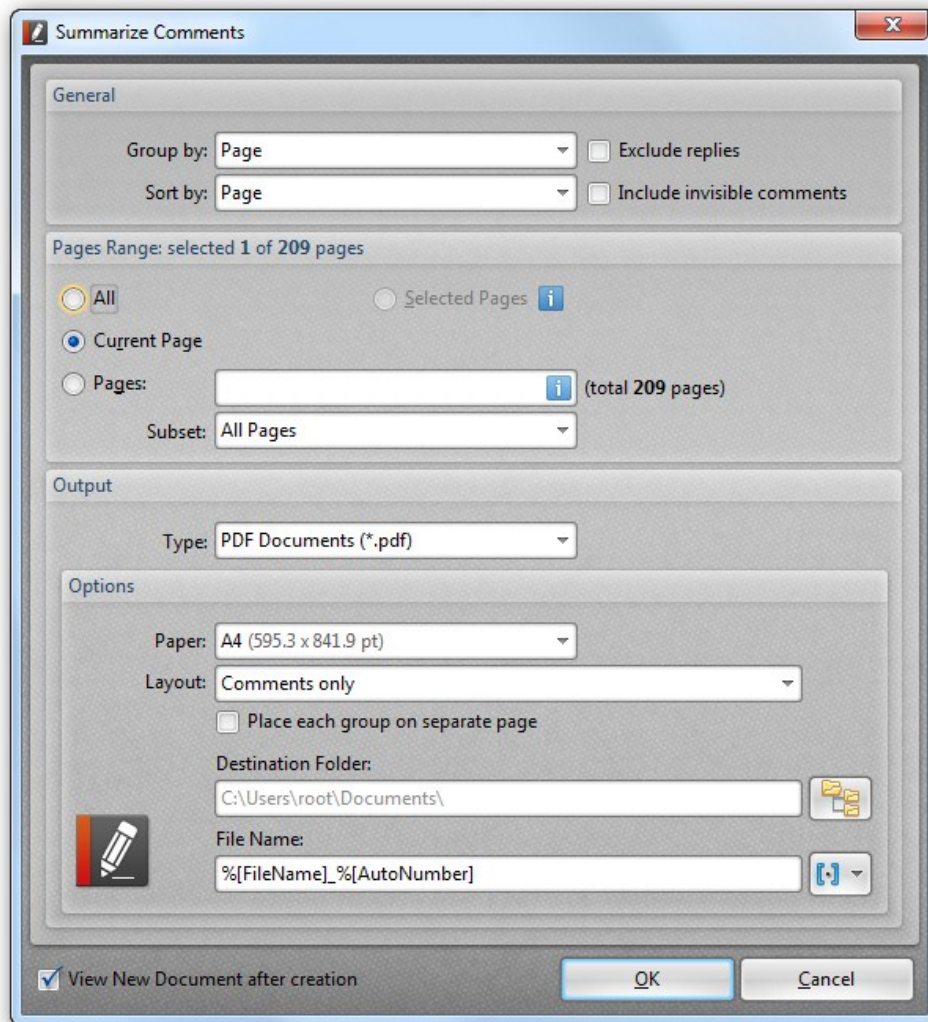 Summarize Comments
General
Group by: Page Exclude replies
Sort by: Page Include invisible comments
Pages Range: selected 1 of 209 pages
All Selected Pages i
Current Page
Pages: i (total 209 pages)
Subset: All Pages
Output
Type: PDF Documents (*.pdf)
Options
Paper: A4 (595.3 x 841.9 pt)
Layout: Comments only
Place each group on separate page
Destination Folder:
C:\Users\root\Documents\
File Name:
%[FileName]_%[AutoNumber]
View New Document after creation OK Cancel